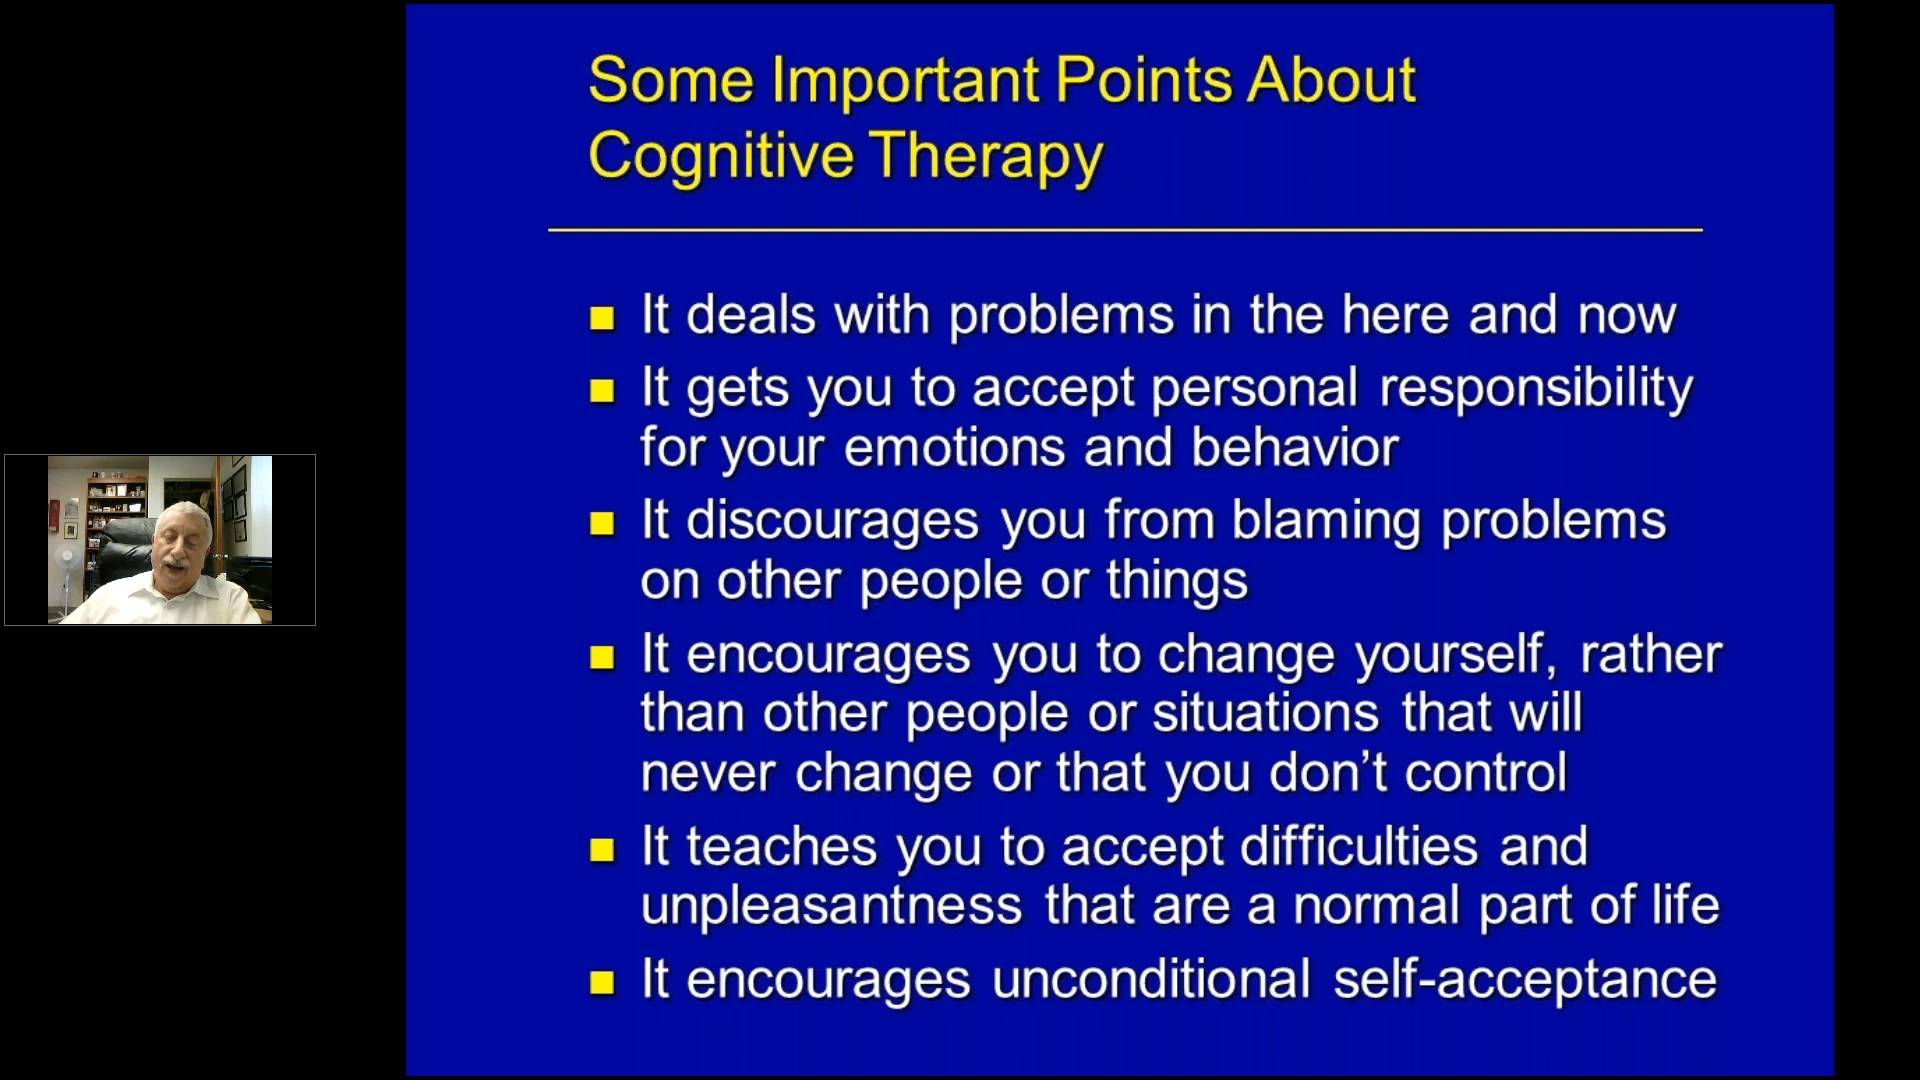 Some Important Points About
Cognitive Therapy
It deals with problems in the here and now
It gets you to accept personal responsibility
for your emotions and behavior
It discourages you from blaming problems
on other people or things
It encourages you to change yourself, rather
than other people or situations that will
never change or that you don’t control
It teaches you to accept difficulties and
unpleasantness that are a normal part of life
It encourages unconditional self-acceptance